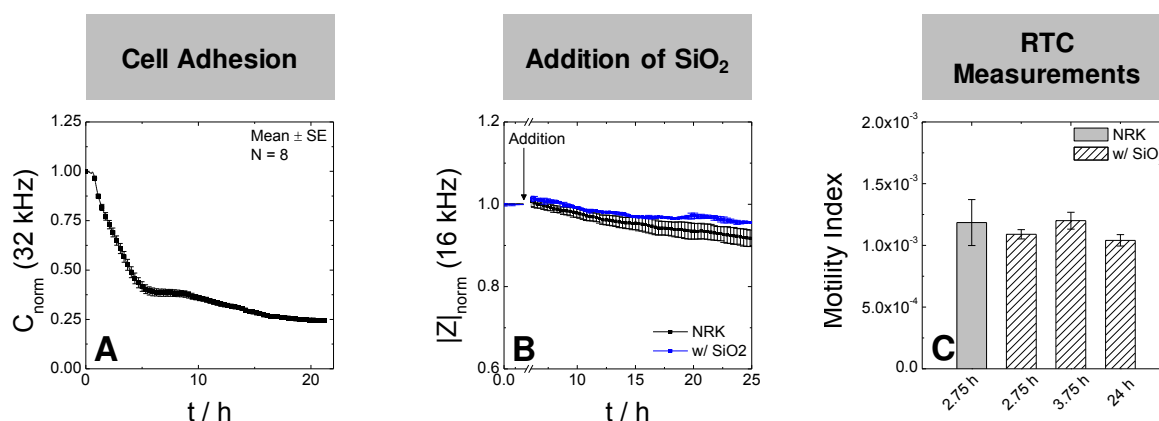 Cell Adhesion
Addition of SiO₂
RTC
Measurements
1.25
1.00
0.75
0.50
0.25
0.00
C_norm (32 kHz)
Mean ± SE
N = 8
A
0
10
20
t / h
1.2
1.0
0.8
0.6
|Z|_norm (16 kHz)
Addition
NRK
w/ SiO2
B
0.0
10
15
20
25
t / h
2.0x10⁻³
1.5x10⁻³
1.0x10⁻³
5.0x10⁻⁴
0.0
Motility Index
NRK
w/ SiO
C
2.75 h
2.75 h
3.75 h
24 h